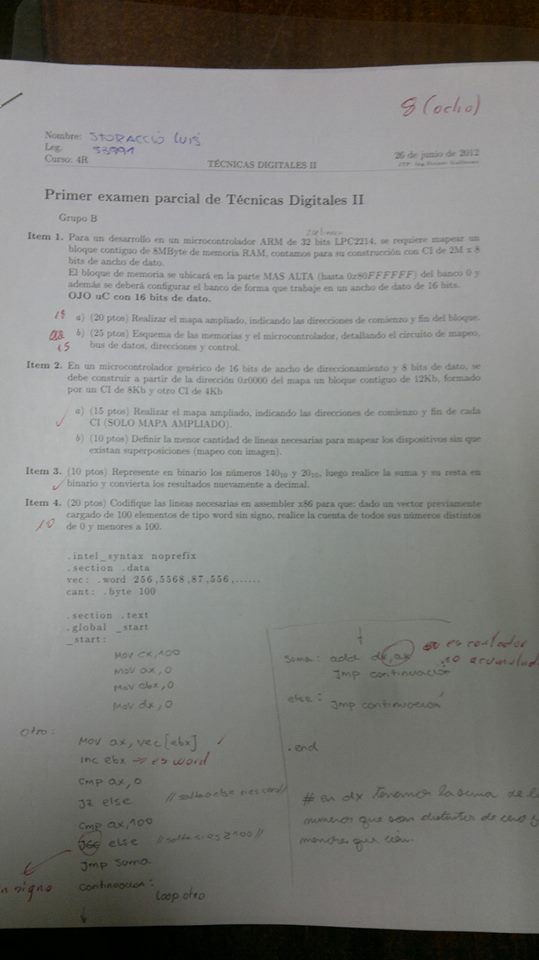 8 (ocho)
Nombre: STORACCIO LUIS
Leg. 53991
Curso: 4R
TÉCNICAS DIGITALES II
26 de junio de 2012
Primer examen parcial de Técnicas Digitales II
Grupo B
Item 1. Para un desarrollo en un microcontrolador ARM de 32 bits LPC2214, se requiere mapear un
bloque contiguo de 8MByte de memoria RAM, contamos para su construcción con CI de 2M x 8
bits de ancho de dato.
El bloque de memoria se ubicará en la parte MAS ALTA (hasta 0x80FFFFFF) del banco 0 y
además se deberá configurar el banco de forma que trabaje en un ancho de dato de 16 bits.
OJO uC con 16 bits de dato.
18 a) (20 ptos) Realizar el mapa ampliado, indicando las direcciones de comienzo y fin del bloque.
b) (25 ptos) Esquema de las memorias y el microcontrolador, detallando el circuito de mapeo,
15 bus de datos, direcciones y control.
Item 2. En un microcontrolador genérico de 16 bits de ancho de direccionamiento y 8 bits de dato, se
debe construir a partir de la dirección 0x0000 del mapa un bloque contiguo de 12Kb, formado
por un CI de 8Kb y otro CI de 4Kb
a) (15 ptos) Realizar el mapa ampliado, indicando las direcciones de comienzo y fin de cada
CI (SOLO MAPA AMPLIADO).
b) (10 ptos) Definir la menor cantidad de lineas necesarias para mapear los dispositivos sin que
existan superposiciones (mapeo con imagen).
Item 3. (10 ptos) Represente en binario los números 140₁₀ y 20₁₀, luego realice la suma y su resta en
binario y convierta los resultados nuevamente a decimal.
Item 4. (20 ptos) Codifique las lineas necesarias en assembler x86 para que: dado un vector previamente
cargado de 100 elementos de tipo word sin signo, realice la cuenta de todos sus números distintos
10 de 0 y menores a 100.
.intel_syntax noprefix
.section .data
vec: .word 256,5568,87,556,......
cant: .byte 100
.section .text
.global _start
_start:
Mov cx,100
Mov ax,0
Mov ebx,0
Mov dx,0
otro:
Mov ax, vec[ebx]
inc ebx → es word
Cmp ax,0
JZ else
Cmp ax,100
JGE else //salta si es ≥100//
Jmp suma
continuacion:
loop otro
signo
suma: add dx,ax es contador
no acumulad
Jmp continuación
else: Jmp continuación
.end
# en dx tenemos la suma de l
numeros que son distintos de cero y
menores que cien.